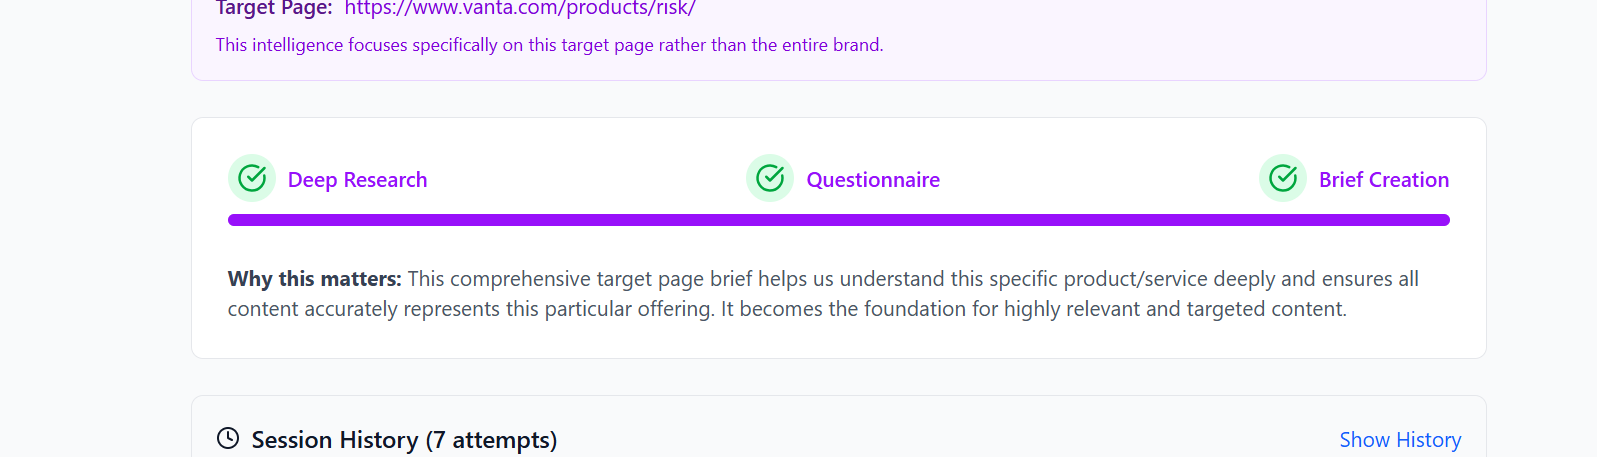 Target Page: https://www.vanta.com/products/risk/
This intelligence focuses specifically on this target page rather than the entire brand.
Deep Research
Questionnaire
Brief Creation
Why this matters: This comprehensive target page brief helps us understand this specific product/service deeply and ensures all
content accurately represents this particular offering. It becomes the foundation for highly relevant and targeted content.
Session History (7 attempts)
Show History